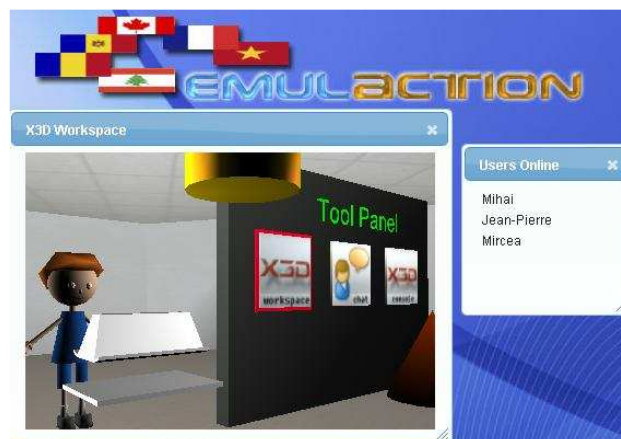 EMULACTION
X3D Workspace
Users Online
Mihai
Jean-Pierre
Mircea
Tool Panel
X3D
workspace
chat
X3D
console